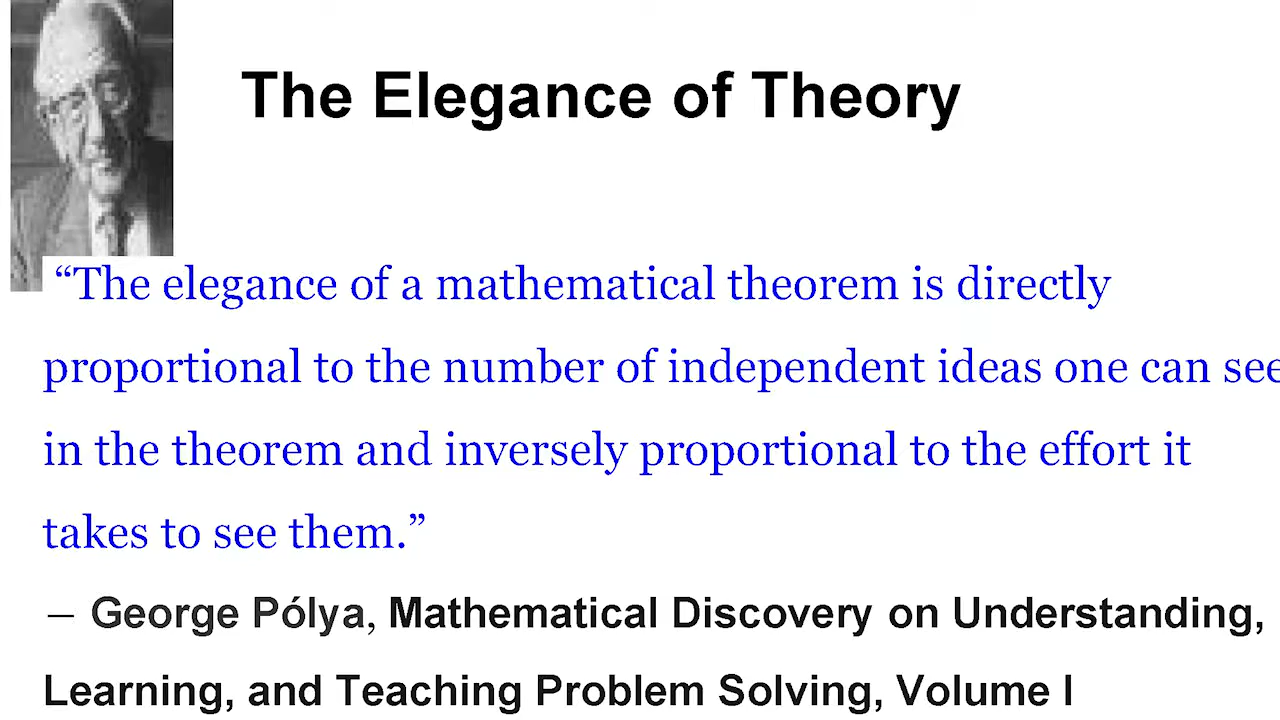 The Elegance of Theory
“The elegance of a mathematical theorem is directly
proportional to the number of independent ideas one can see
in the theorem and inversely proportional to the effort it
takes to see them.”
– George Pólya, Mathematical Discovery on Understanding,
Learning, and Teaching Problem Solving, Volume I